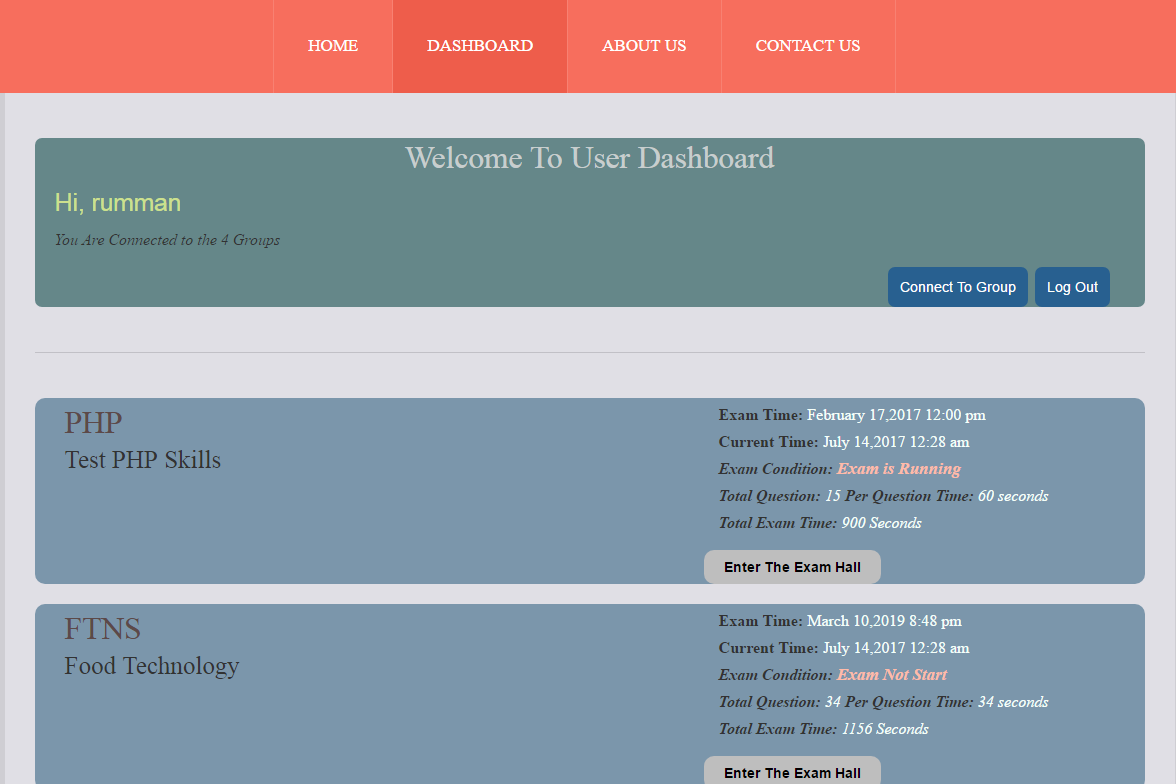 HOME DASHBOARD ABOUT US CONTACT US
Welcome To User Dashboard
Hi, rumman
You Are Connected to the 4 Groups
Connect To Group Log Out
PHP
Test PHP Skills
Exam Time: February 17,2017 12:00 pm
Current Time: July 14,2017 12:28 am
Exam Condition: Exam is Running
Total Question: 15 Per Question Time: 60 seconds
Total Exam Time: 900 Seconds
Enter The Exam Hall
FTNS
Food Technology
Exam Time: March 10,2019 8:48 pm
Current Time: July 14,2017 12:28 am
Exam Condition: Exam Not Start
Total Question: 34 Per Question Time: 34 seconds
Total Exam Time: 1156 Seconds
Enter The Exam Hall